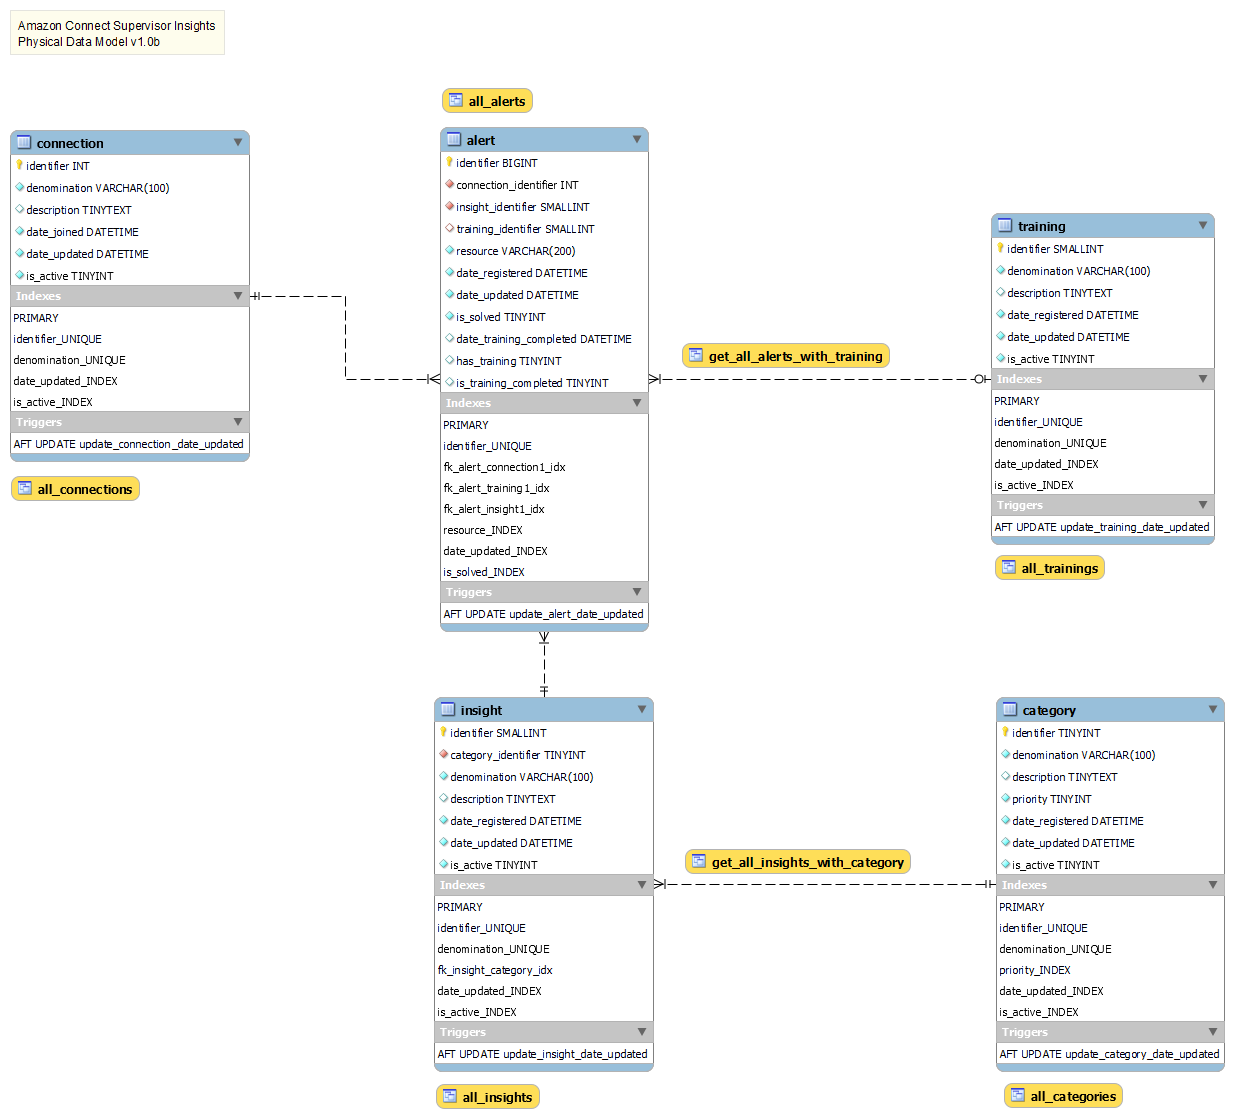 Amazon Connect Supervisor Insights
Physical Data Model v1.0b
all_alerts
connection
identifier INT
denomination VARCHAR(100)
description TINYTEXT
date_joined DATETIME
date_updated DATETIME
is_active TINYINT
Indexes
PRIMARY
identifier_UNIQUE
denomination_UNIQUE
date_updated_INDEX
is_active_INDEX
Triggers
AFT UPDATE update_connection_date_updated
all_connections
alert
identifier BIGINT
connection_identifier INT
insight_identifier SMALLINT
training_identifier SMALLINT
resource VARCHAR(200)
date_registered DATETIME
date_updated DATETIME
is_solved TINYINT
date_training_completed DATETIME
has_training TINYINT
is_training_completed TINYINT
Indexes
PRIMARY
identifier_UNIQUE
fk_alert_connection1_idx
fk_alert_training1_idx
fk_alert_insight1_idx
resource_INDEX
date_updated_INDEX
is_solved_INDEX
Triggers
AFT UPDATE update_alert_date_updated
get_all_alerts_with_training
training
identifier SMALLINT
denomination VARCHAR(100)
description TINYTEXT
date_registered DATETIME
date_updated DATETIME
is_active TINYINT
Indexes
PRIMARY
identifier_UNIQUE
denomination_UNIQUE
date_updated_INDEX
is_active_INDEX
Triggers
AFT UPDATE update_training_date_updated
all_trainings
insight
identifier SMALLINT
category_identifier TINYINT
denomination VARCHAR(100)
description TINYTEXT
date_registered DATETIME
date_updated DATETIME
is_active TINYINT
Indexes
PRIMARY
identifier_UNIQUE
denomination_UNIQUE
fk_insight_category_idx
date_updated_INDEX
is_active_INDEX
Triggers
AFT UPDATE update_insight_date_updated
all_insights
get_all_insights_with_category
category
identifier TINYINT
denomination VARCHAR(100)
description TINYTEXT
priority TINYINT
date_registered DATETIME
date_updated DATETIME
is_active TINYINT
Indexes
PRIMARY
identifier_UNIQUE
denomination_UNIQUE
priority_INDEX
date_updated_INDEX
is_active_INDEX
Triggers
AFT UPDATE update_category_date_updated
all_categories